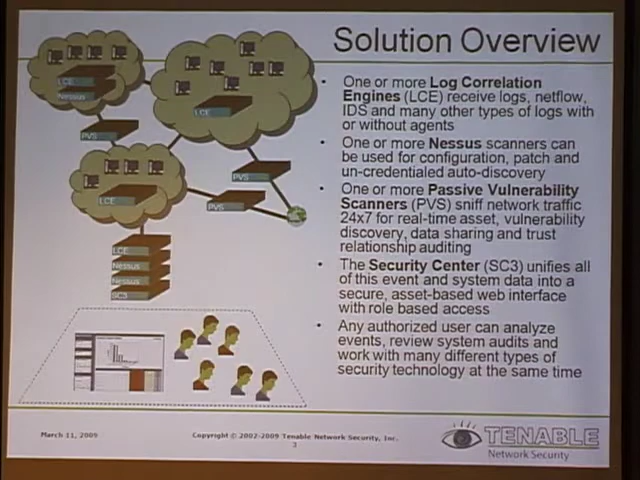 Solution Overview
LCE
Nessus
LCE
PVS
PVS
PVS
LCE
LCE
Nessus
Nessus
SC3
• One or more Log Correlation
Engines (LCE) receive logs, netflow,
IDS and many other types of logs with
or without agents
• One or more Nessus scanners can
be used for configuration, patch and
un-credentialed auto-discovery
• One or more Passive Vulnerability
Scanners (PVS) sniff network traffic
24x7 for real-time asset, vulnerability
discovery, data sharing and trust
relationship auditing
• The Security Center (SC3) unifies all
of this event and system data into a
secure, asset-based web interface
with role based access
• Any authorized user can analyze
events, review system audits and
work with many different types of
security technology at the same time
March 11, 2009
Copyright © 2002-2009 Tenable Network Security, Inc.
3
TENABLE
Network Security